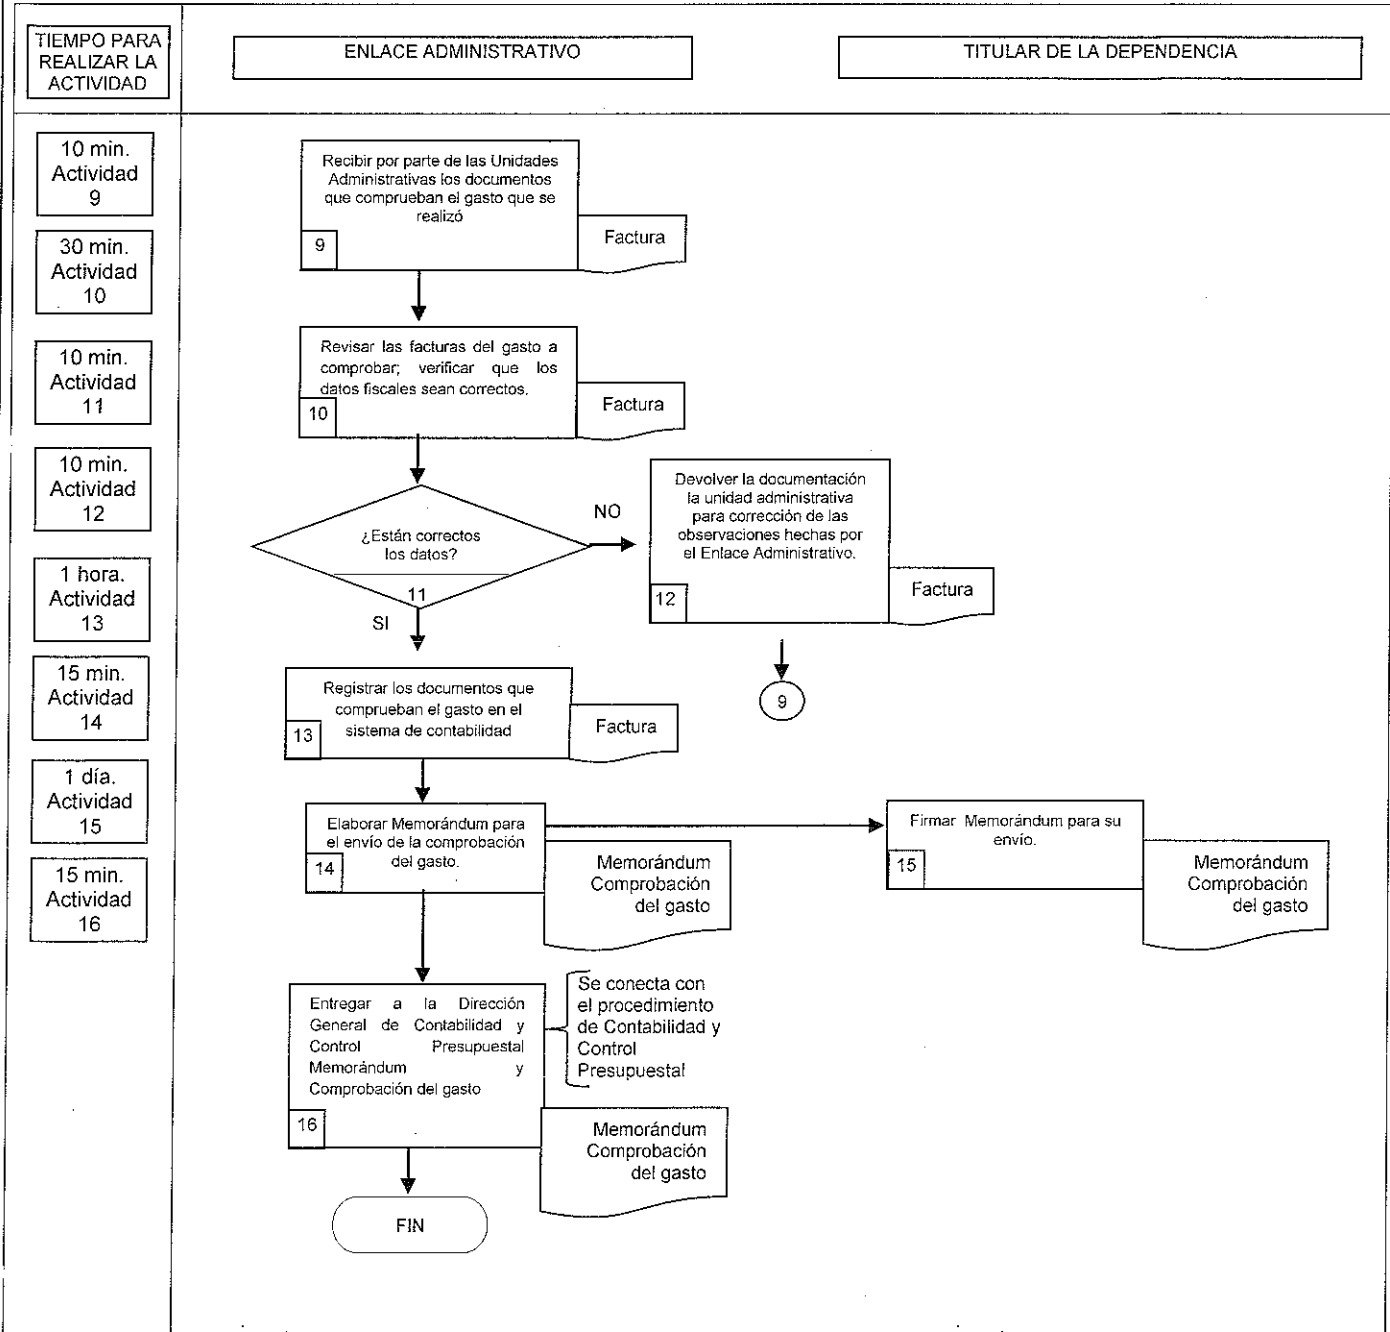 TIEMPO PARA
REALIZAR LA
ACTIVIDAD
ENLACE ADMINISTRATIVO
TITULAR DE LA DEPENDENCIA
10 min.
Actividad
9
30 min.
Actividad
10
10 min.
Actividad
11
10 min.
Actividad
12
1 hora.
Actividad
13
15 min.
Actividad
14
1 día.
Actividad
15
15 min.
Actividad
16
Recibir por parte de las Unidades
Administrativas los documentos
que comprueban el gasto que se
realizó
9
Factura
Revisar las facturas del gasto a
comprobar; verificar que los
datos fiscales sean correctos.
10
Factura
¿Están correctos
los datos?
11
NO
SI
Devolver la documentación
la unidad administrativa
para corrección de las
observaciones hechas por
el Enlace Administrativo.
12
Factura
9
Registrar los documentos que
comprueban el gasto en el
sistema de contabilidad
13
Factura
Elaborar Memorándum para
el envío de la comprobación
del gasto.
14
Memorándum
Comprobación
del gasto
Firmar Memorándum para su
envío.
15
Memorándum
Comprobación
del gasto
Entregar a la Dirección
General de Contabilidad y
Control Presupuestal
Memorándum y
Comprobación del gasto
16
Se conecta con
el procedimiento
de Contabilidad y
Control
Presupuestal
Memorándum
Comprobación
del gasto
FIN